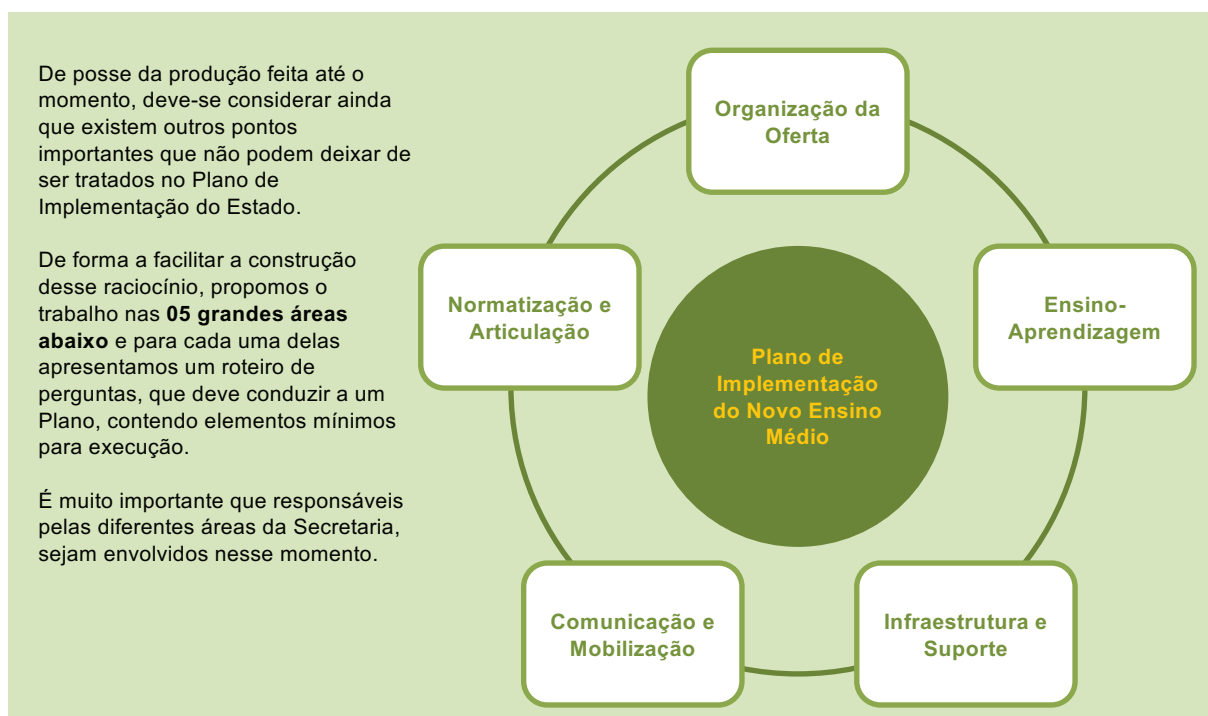 De posse da produção feita até o
momento, deve-se considerar ainda
que existem outros pontos
importantes que não podem deixar de
ser tratados no Plano de
Implementação do Estado.
De forma a facilitar a construção
desse raciocínio, propomos o
trabalho nas 05 grandes áreas
abaixo e para cada uma delas
apresentamos um roteiro de
perguntas, que deve conduzir a um
Plano, contendo elementos mínimos
para execução.
É muito importante que responsáveis
pelas diferentes áreas da Secretaria,
sejam envolvidos nesse momento.
Organização da
Oferta
Ensino-
Aprendizagem
Infraestrutura e
Suporte
Comunicação e
Mobilização
Normatização e
Articulação
Plano de
Implementação
do Novo Ensino
Médio